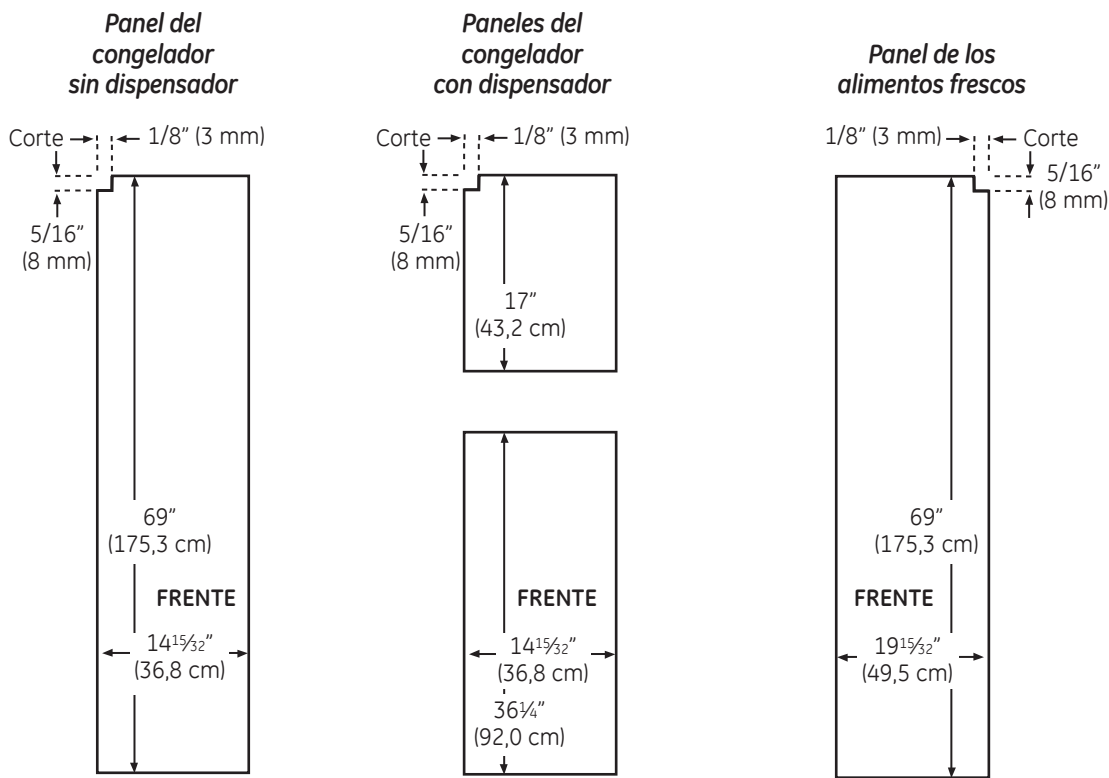 Panel del
congelador
sin dispensador
Corte
1/8" (3 mm)
5/16"
(8 mm)
69"
(175,3 cm)
FRENTE
14 15/32"
(36,8 cm)
Paneles del
congelador
con dispensador
Corte
1/8" (3 mm)
5/16"
(8 mm)
17"
(43,2 cm)
FRENTE
14 15/32"
(36,8 cm)
36 1/4"
(92,0 cm)
Panel de los
alimentos frescos
1/8" (3 mm)
Corte
5/16"
(8 mm)
69"
(175,3 cm)
FRENTE
19 15/32"
(49,5 cm)